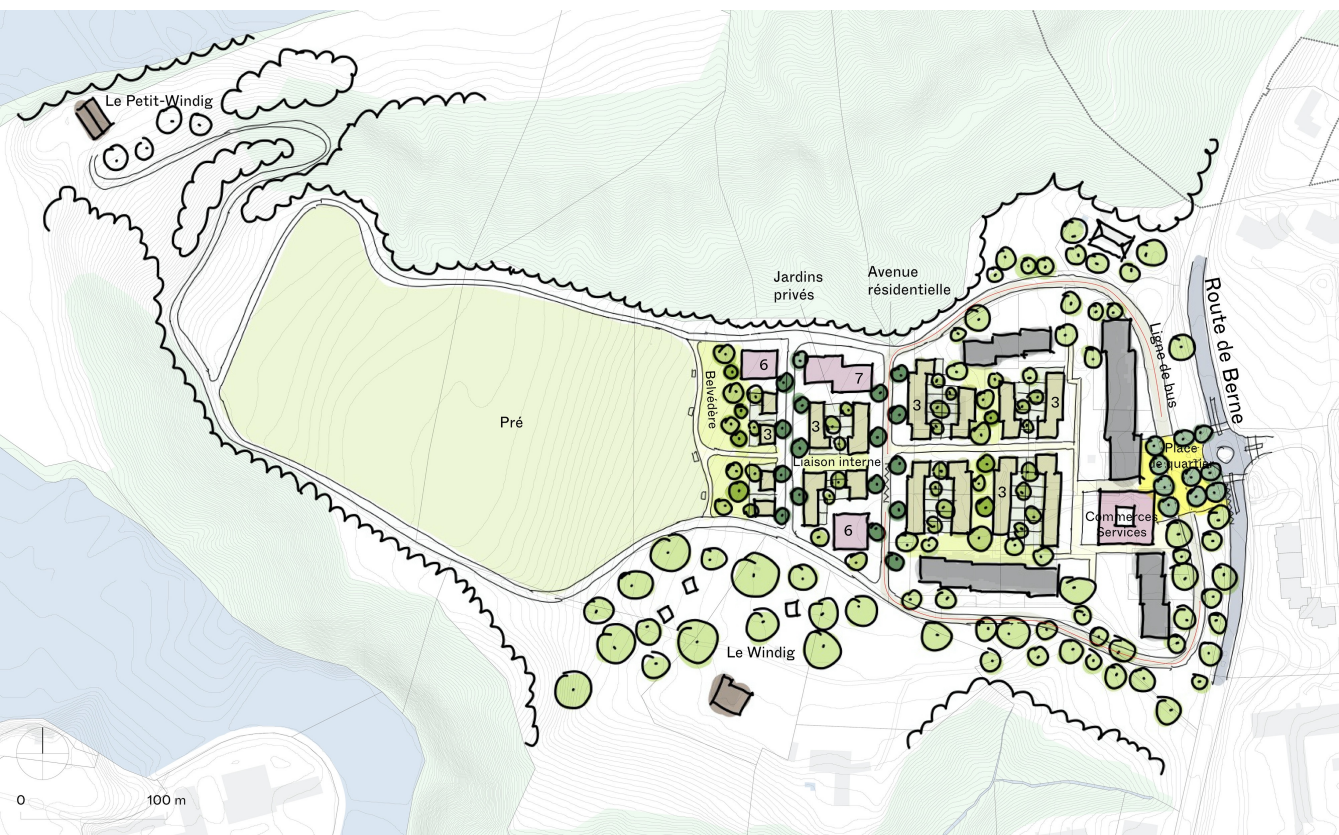 Le Petit-Windig
Jardins
privés
Avenue
résidentielle
Route de Berne
Ligne de bus
6
7
Belvédère
3
3
3
3
Pré
3
Liaison interne
Place
de quartier
6
Commerces
Services
Le Windig
0
100 m